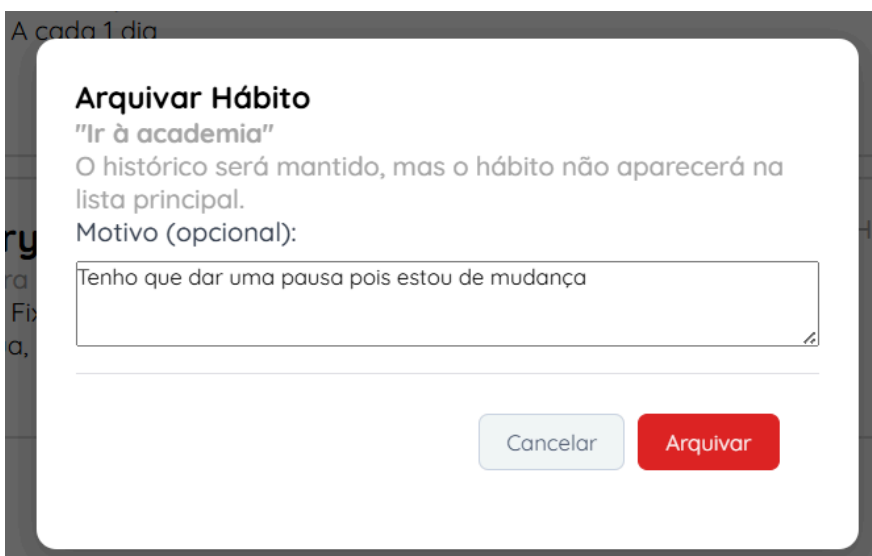 A cada 1 dia
Arquivar Hábito
"Ir à academia"
O histórico será mantido, mas o hábito não aparecerá na
lista principal.
Motivo (opcional):
Tenho que dar uma pausa pois estou de mudança
Cancelar
Arquivar